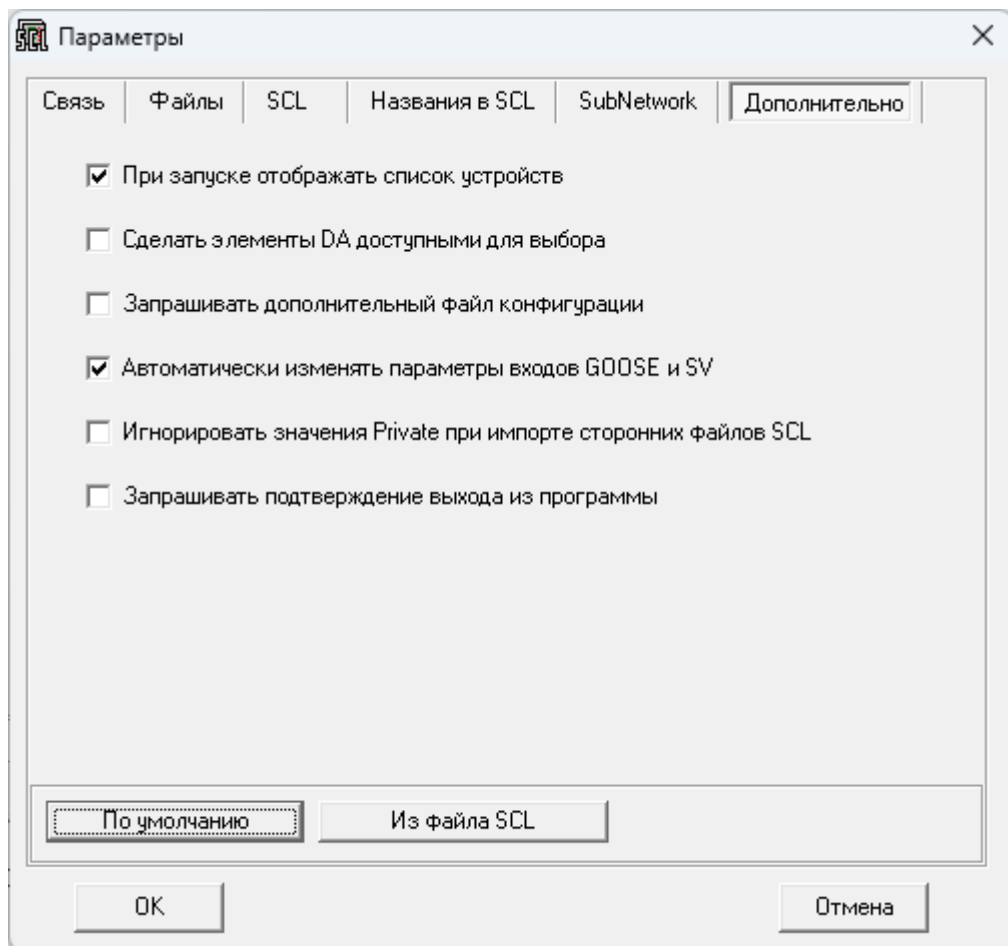 Параметры
Связь Файлы SCL Названия в SCL SubNetwork Дополнительно
При запуске отображать список устройств
Сделать элементы DA доступными для выбора
Запрашивать дополнительный файл конфигурации
Автоматически изменять параметры входов GOOSE и SV
Игнорировать значения Private при импорте сторонних файлов SCL
Запрашивать подтверждение выхода из программы
По умолчанию Из файла SCL
OK Отмена